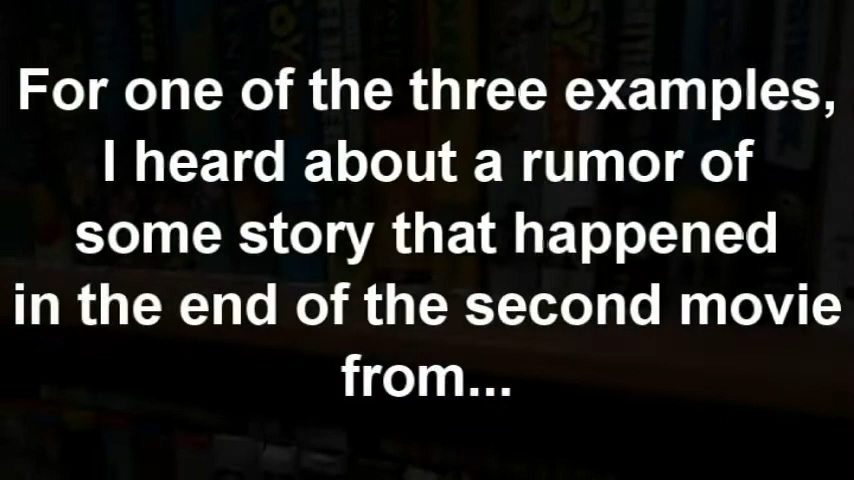 For one of the three examples,
I heard about a rumor of
some story that happened
in the end of the second movie
from...